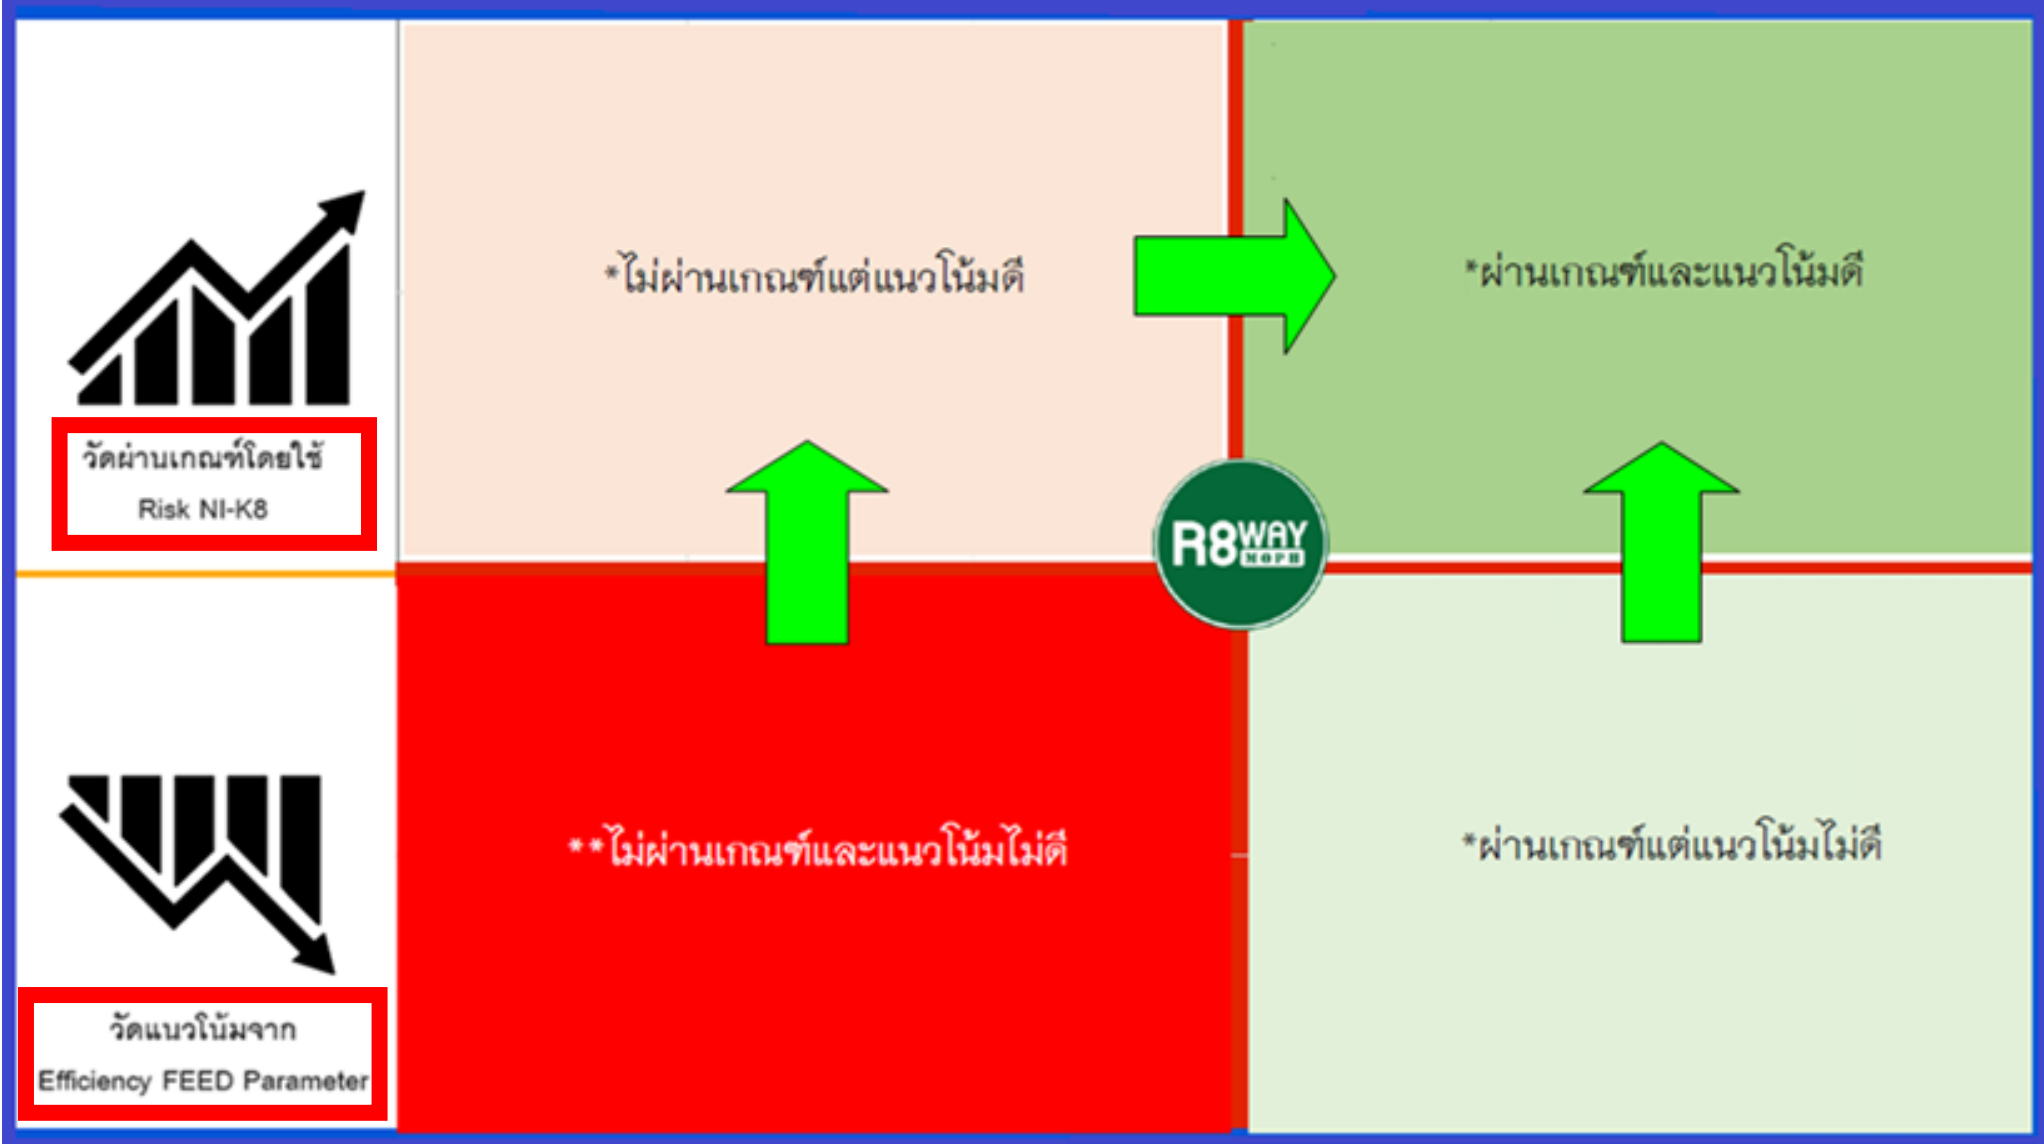 *ไม่ผ่านเกณฑ์แต่แนวโน้มดี
*ผ่านเกณฑ์และแนวโน้มดี
วัดผ่านเกณฑ์โดยใช้
Risk NI-K8
R8WAY
MOPH
**ไม่ผ่านเกณฑ์และแนวโน้มไม่ดี
*ผ่านเกณฑ์แต่แนวโน้มไม่ดี
วัดแนวโน้มจาก
Efficiency FEED Parameter